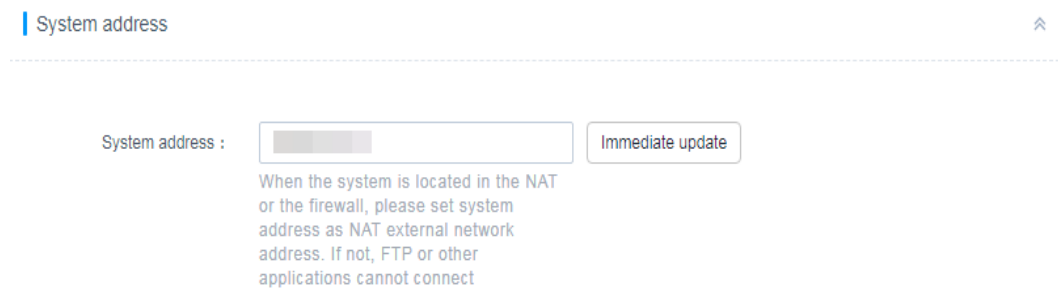 System address
System address :
Immediate update
When the system is located in the NAT
or the firewall, please set system
address as NAT external network
address. If not, FTP or other
applications cannot connect